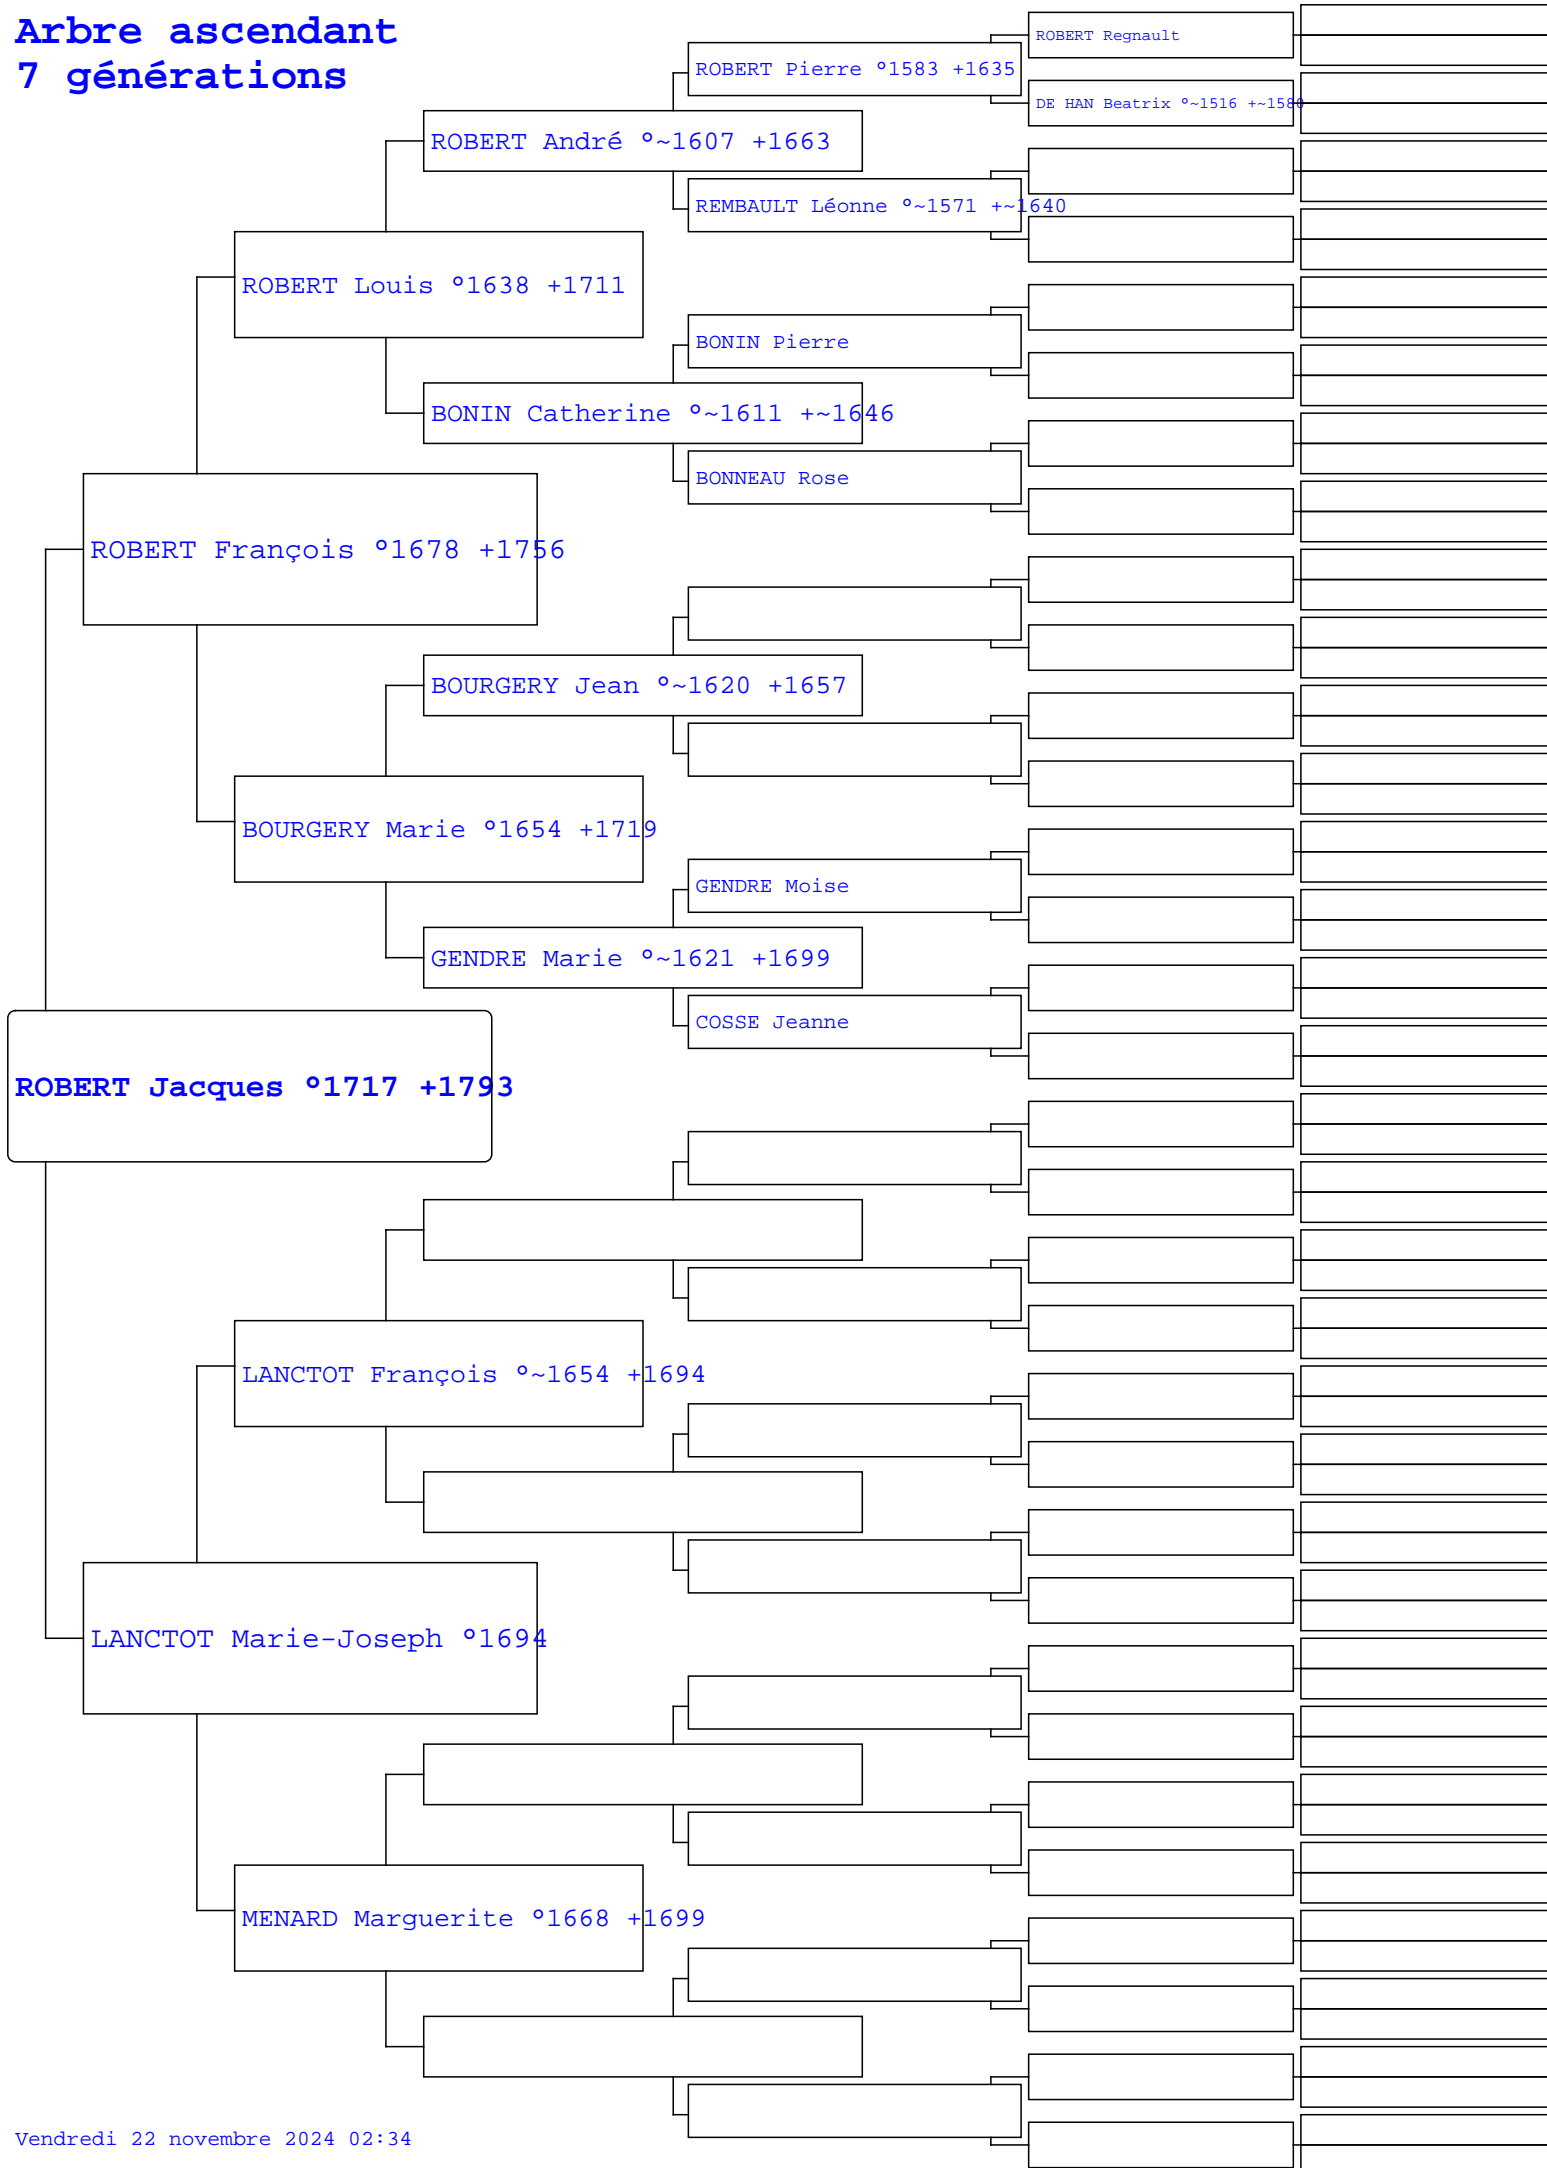 Arbre ascendant
7 générations
ROBERT Regnault
ROBERT Pierre °1583 +1635
DE HAN Beatrix °~1516 +~1580
ROBERT André °~1607 +1663
REMBAULT Léonne °~1571 +~1640
ROBERT Louis °1638 +1711
BONIN Pierre
BONIN Catherine °~1611 +~1646
BONNEAU Rose
ROBERT François °1678 +1756
BOURGERY Jean °~1620 +1657
BOURGERY Marie °1654 +1719
GENDRE Moise
GENDRE Marie °~1621 +1699
COSSE Jeanne
ROBERT Jacques °1717 +1793
LANCTOT François °~1654 +1694
LANCTOT Marie-Joseph °1694
MENARD Marguerite °1668 +1699
Vendredi 22 novembre 2024 02:34